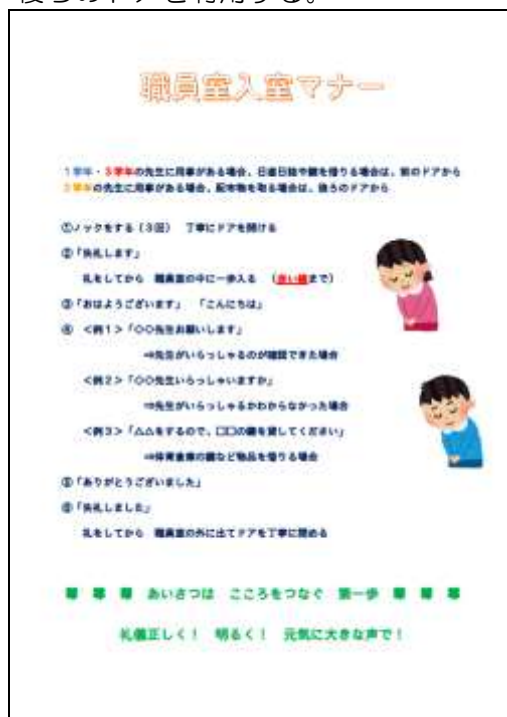 後ろのドアを利用する。
職員室入室マナー
1学年・3学年の先生に用事がある場合、日直日誌や鍵を借りる場合は、前のドアから
2学年の先生に用事がある場合、配布物を取る場合は、後ろのドアから
①ノックをする(3回) 丁寧にドアを開ける
②「失礼します」
礼をしてから 職員室の中に一歩入る (赤い線まで)
③「おはようございます」 「こんにちは」
④ <例1>「〇〇先生お願いします」
⇒先生がいらっしゃるのが確認できた場合
<例2>「〇〇先生いらっしゃいますか」
⇒先生がいらっしゃるかわからなかった場合
<例3>「△△をするので、□□の鍵を貸してください」
⇒体育倉庫の鍵など物品を借りる場合
⑤「ありがとうございました」
⑥「失礼しました」
礼をしてから 職員室の外に出てドアを丁寧に閉める
あいさつは こころをつなぐ 第一歩
礼儀正しく! 明るく! 元気に大きな声で!